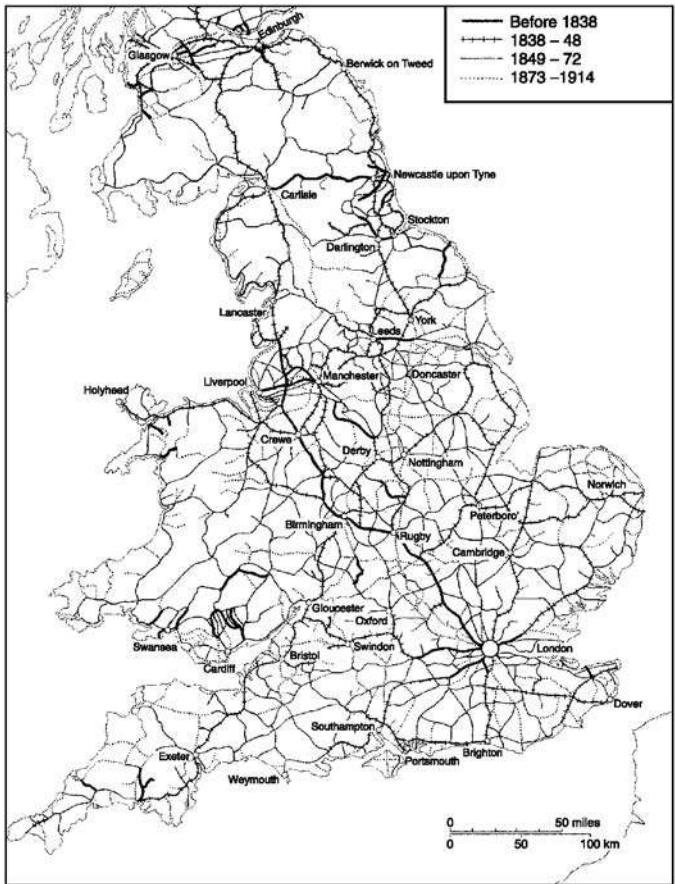 Before 1838
1838 – 48
1849 – 72
1873 –1914
Edinburgh
Glasgow
Berwick on Tweed
Newcastle upon Tyne
Carlisle
Stockton
Darlington
Lancaster
York
Leeds
Manchester
Doncaster
Liverpool
Holyhead
Crewe
Derby
Nottingham
Norwich
Peterboro'
Birmingham
Rugby
Cambridge
Gloucester
Oxford
Swansea
Swindon
London
Bristol
Cardiff
Dover
Southampton
Exeter
Brighton
Portsmouth
Weymouth
0 50 miles
0 50 100 km